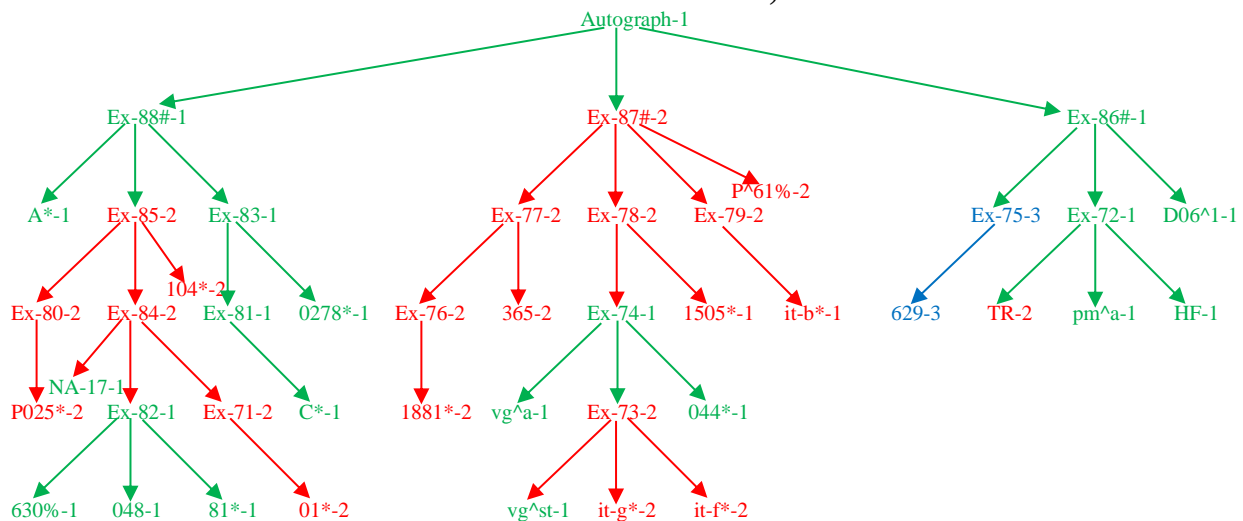 Autograph-1
Ex-88#-1 Ex-87#-2 Ex-86#-1
P^61%-2
A*-1 Ex-85-2 Ex-83-1 Ex-77-2 Ex-78-2 Ex-79-2 Ex-75-3 Ex-72-1 D06^1-1
104*-2
Ex-80-2 Ex-84-2 Ex-81-1 0278*-1 Ex-76-2 365-2 Ex-74-1 1505*-1 it-b*-1 629-3 TR-2 pm^a-1 HF-1
NA-17-1
P025*-2 Ex-82-1 Ex-71-2 C*-1 1881*-2 vg^a-1 Ex-73-2 044*-1
630%-1 048-1 81*-1 01*-2 vg^st-1 it-g*-2 it-f*-2